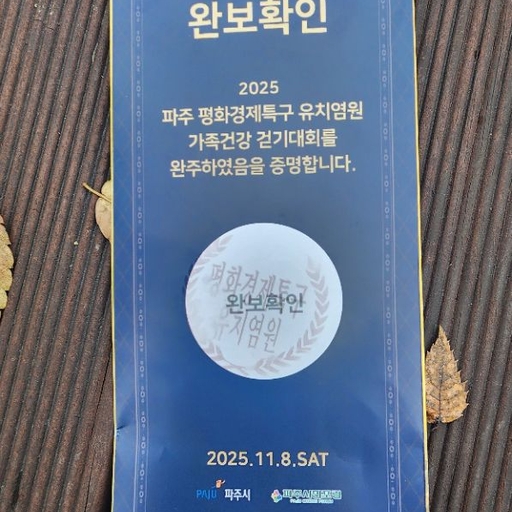 완보확인
2025
파주 평화경제특구 유치염원
가족건강 걷기대회를
완주하였음을 증명합니다.
평화경제특구
완보확인
유치염원
2025.11.8.SAT
PAJU 파주시